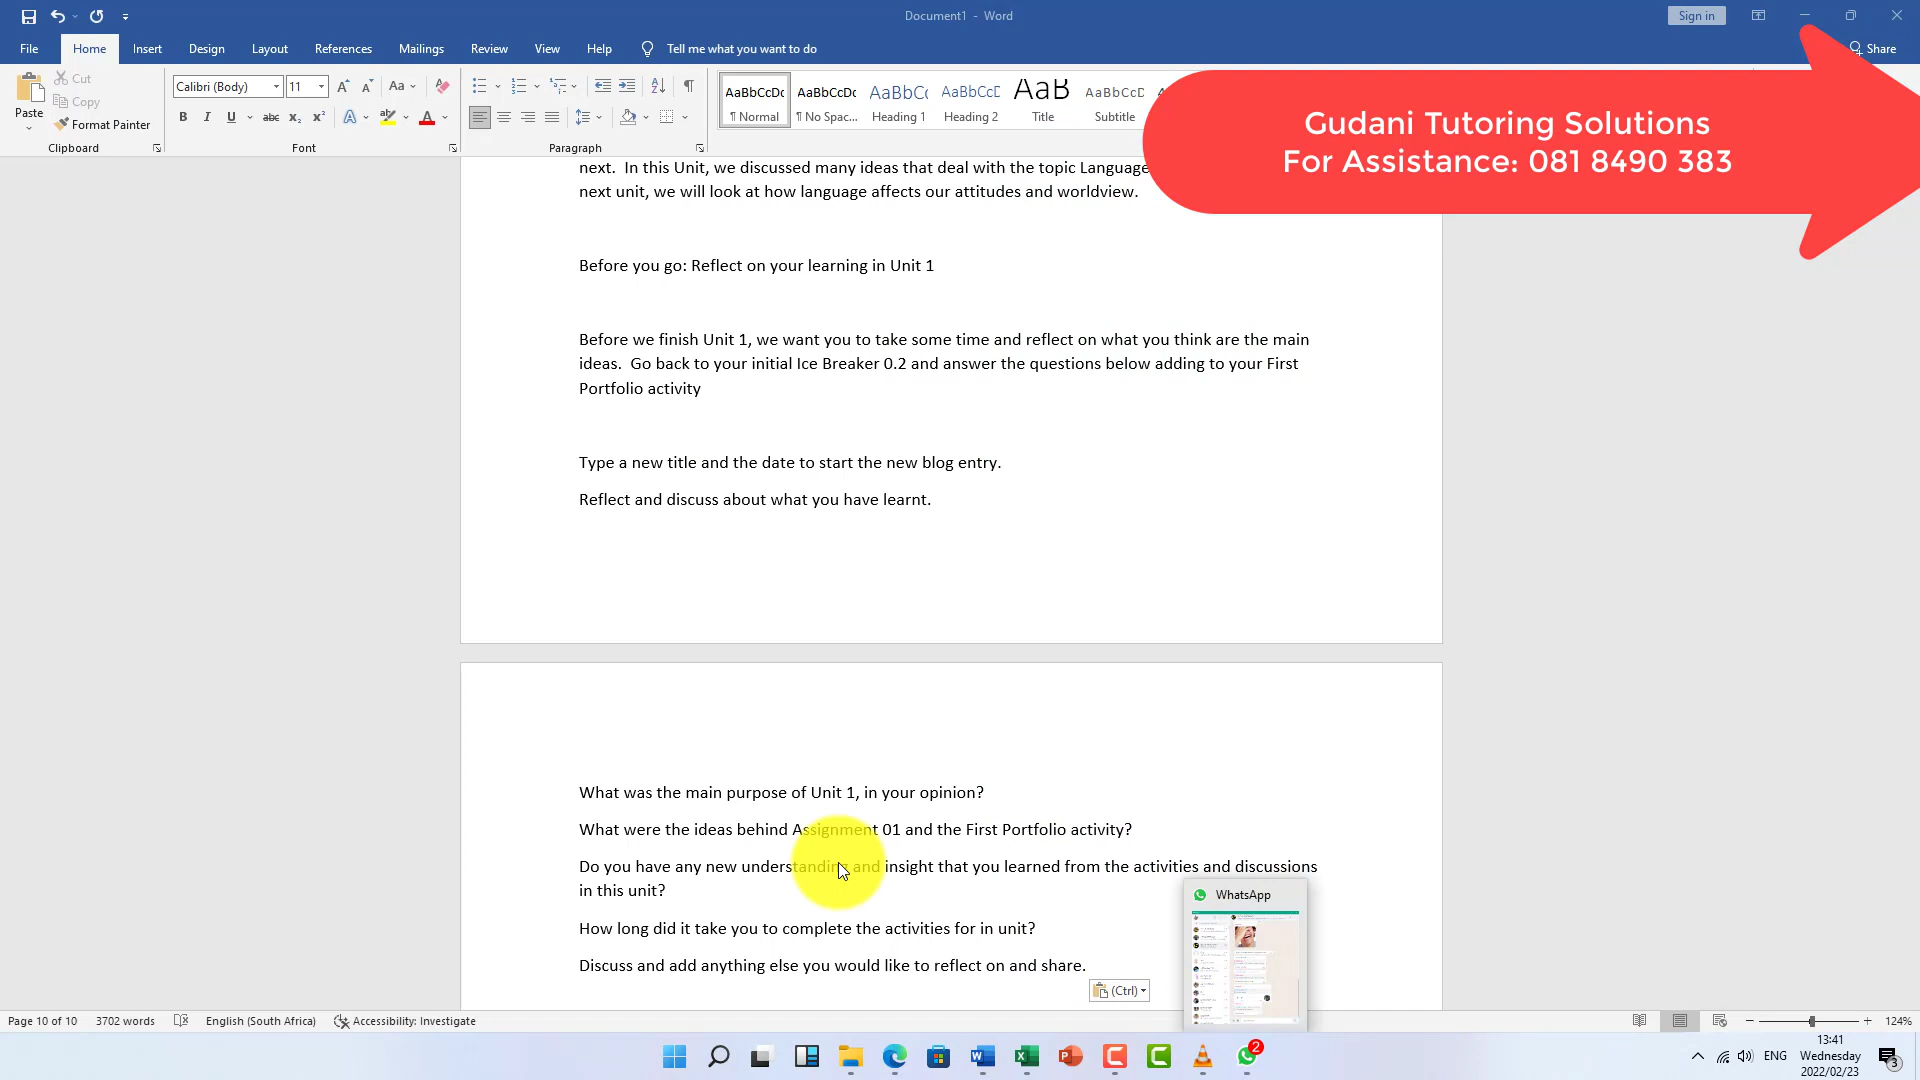 Document1 - Word
Sign in
File Home Insert Design Layout References Mailings Review View Help Tell me what you want to do Share
Paste
Cut
Copy
Format Painter
Clipboard
Calibri (Body) 11
Font
Paragraph
AaBbCcDc AaBbCcDc AaBbCc AaBbCcD AaB AaBbCcD
¶ Normal ¶ No Spac... Heading 1 Heading 2 Title Subtitle
Gudani Tutoring Solutions
For Assistance: 081 8490 383
next. In this Unit, we discussed many ideas that deal with the topic Language
next unit, we will look at how language affects our attitudes and worldview.
Before you go: Reflect on your learning in Unit 1
Before we finish Unit 1, we want you to take some time and reflect on what you think are the main
ideas. Go back to your initial Ice Breaker 0.2 and answer the questions below adding to your First
Portfolio activity
Type a new title and the date to start the new blog entry.
Reflect and discuss about what you have learnt.
What was the main purpose of Unit 1, in your opinion?
What were the ideas behind Assignment 01 and the First Portfolio activity?
Do you have any new understanding and insight that you learned from the activities and discussions
in this unit?
How long did it take you to complete the activities for in unit?
Discuss and add anything else you would like to reflect on and share.
(Ctrl)
WhatsApp
Page 10 of 10 3702 words English (South Africa) Accessibility: Investigate 124%
2
ENG
13:41
Wednesday
2022/02/23
3